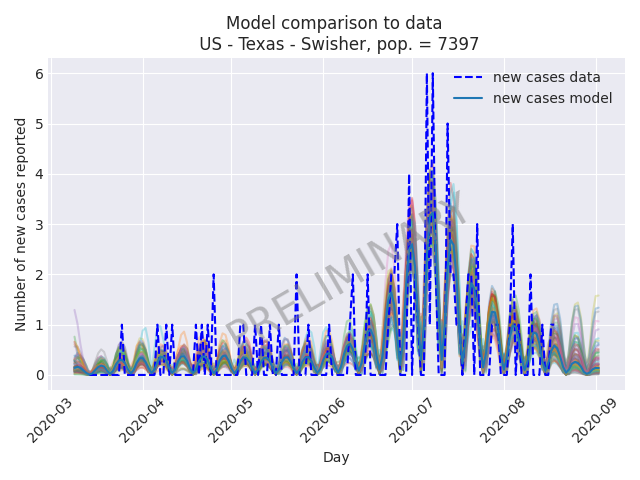 Model comparison to data
US - Texas - Swisher, pop. = 7397
new cases data
new cases model
Number of new cases reported
6
5
4
3
2
1
0
PRELIMINARY
2020-03
2020-04
2020-05
2020-06
2020-07
2020-08
2020-09
Day